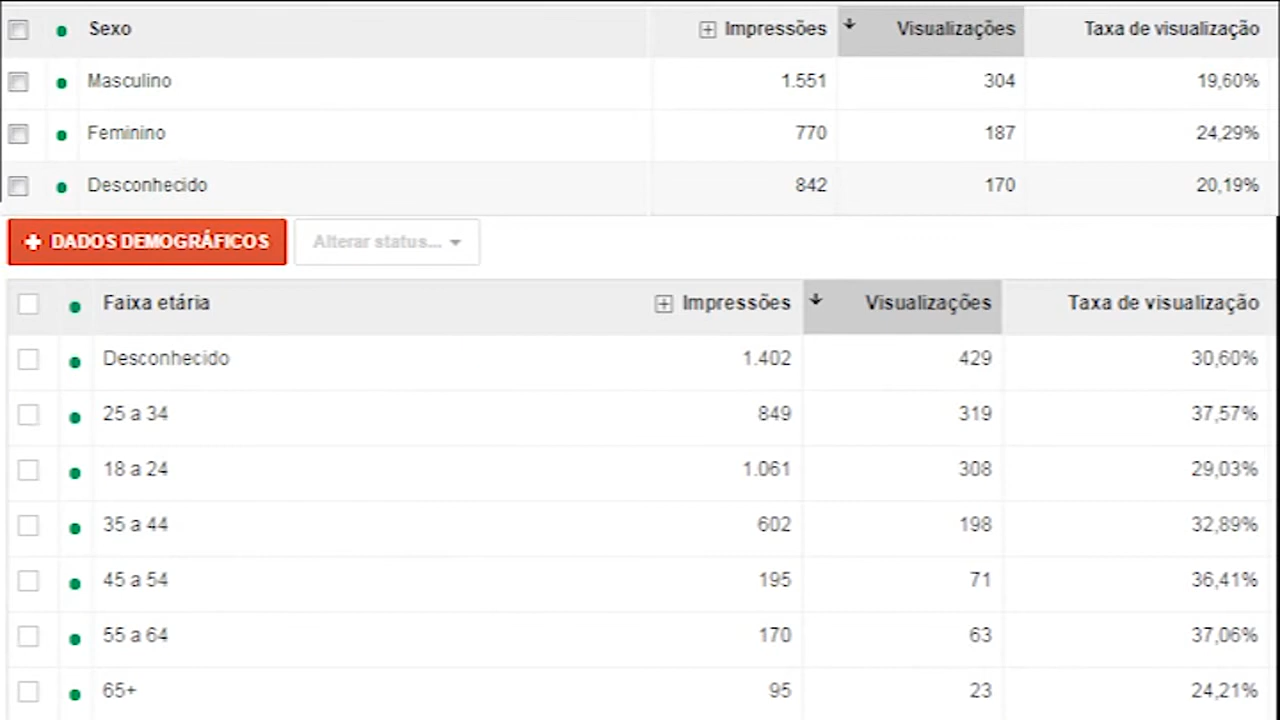 Sexo Impressões Visualizações Taxa de visualização
Masculino 1.551 304 19,60%
Feminino 770 187 24,29%
Desconhecido 842 170 20,19%
+ DADOS DEMOGRÁFICOS Alterar status...
Faixa etária Impressões Visualizações Taxa de visualização
Desconhecido 1.402 429 30,60%
25 a 34 849 319 37,57%
18 a 24 1.061 308 29,03%
35 a 44 602 198 32,89%
45 a 54 195 71 36,41%
55 a 64 170 63 37,06%
65+ 95 23 24,21%